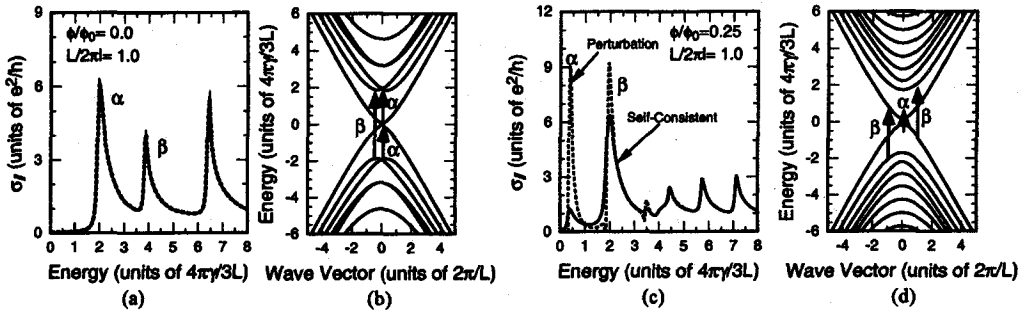 ϕ/ϕ₀= 0.0
L/2πl= 1.0
α
β
σ// (units of e²/h)
9
6
3
0
0 1 2 3 4 5 6 7 8
Energy (units of 4πγ/3L)
(a)
Energy (units of 4πγ/3L)
6
4
2
0
-2
-4
-6
α
β
α
-4 -2 0 2 4
Wave Vector (units of 2π/L)
(b)
σ// (units of e²/h)
12
9
6
3
0
ϕ/ϕ₀= 0.25
L/2πl= 1.0
α
Perturbation
β
Self-Consistent
0 1 2 3 4 5 6 7 8
Energy (units of 4πγ/3L)
(c)
Energy (units of 4πγ/3L)
6
4
2
0
-2
-4
-6
α
β
β
-4 -2 0 2 4
Wave Vector (units of 2π/L)
(d)